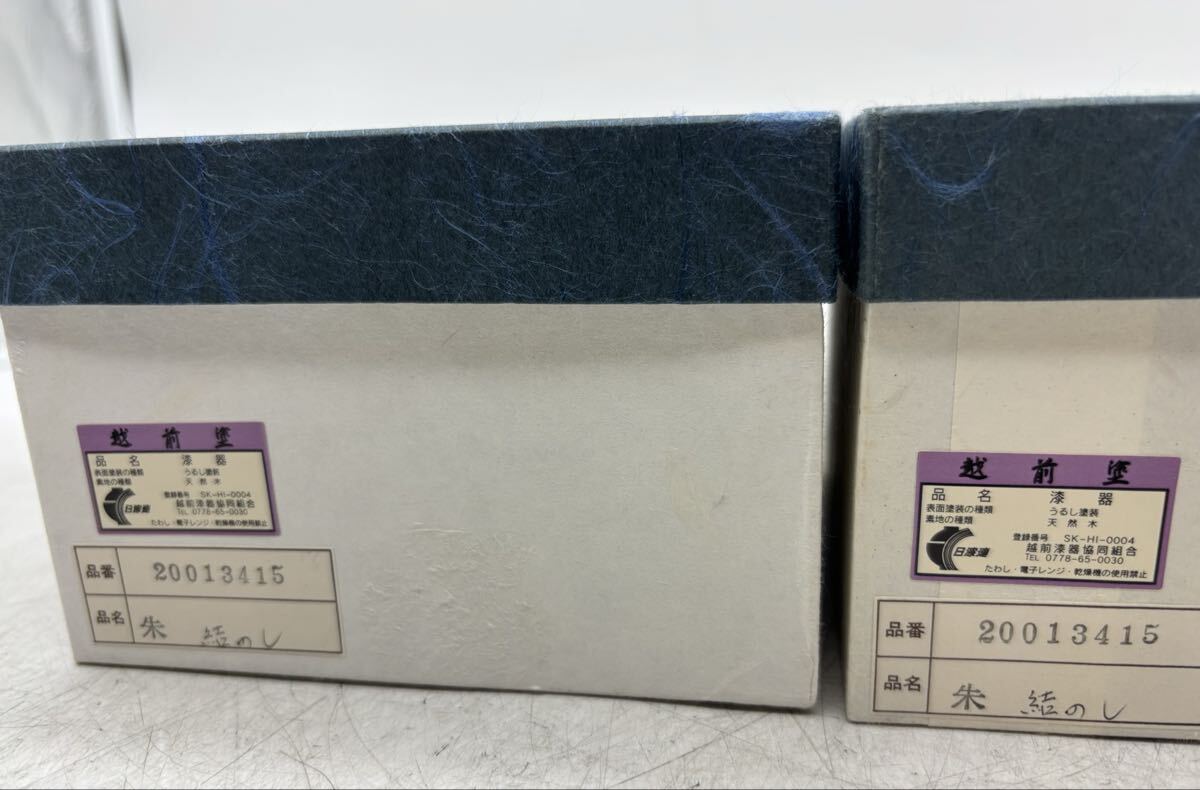 越前塗
品名 漆器
表面塗装の種類 うるし塗装
素地の種類 天然木
登録番号 SK-HI-0004
日漆連 越前漆器協同組合
TEL 0778-65-0030
たわし・電子レンジ・乾燥機の使用禁止
品番 20013415
品名 朱 結のし
越前塗
品名 漆器
表面塗装の種類 うるし塗装
素地の種類 天然木
登録番号 SK-HI-0004
日漆連 越前漆器協同組合
TEL 0778-65-0030
たわし・電子レンジ・乾燥機の使用禁止
品番 20013415
品名 朱 結のし